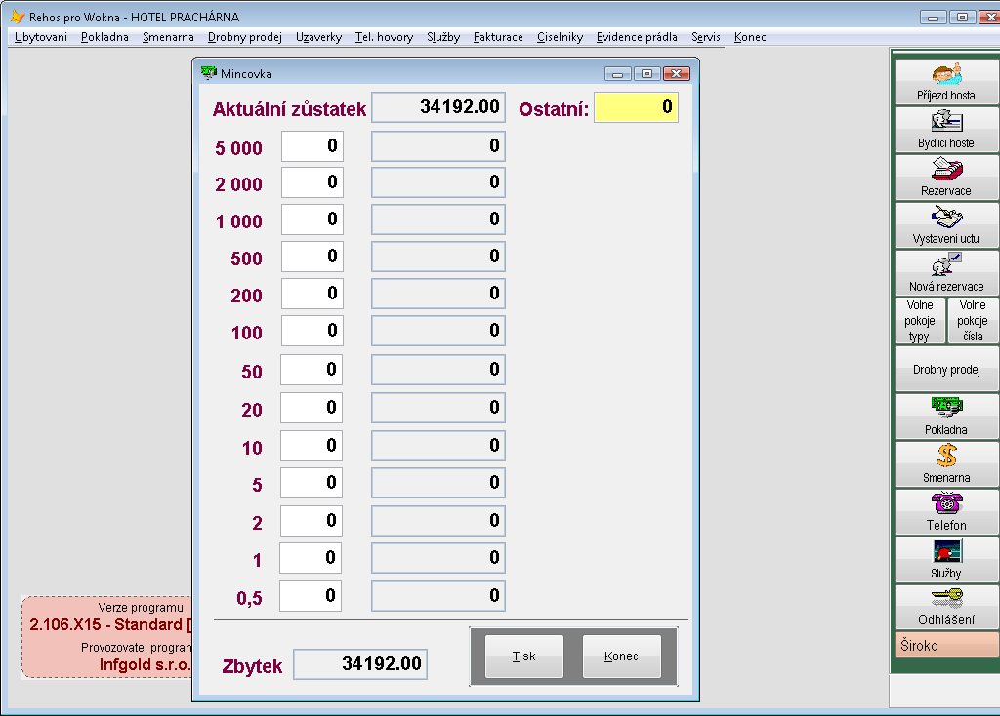 Rehos pro Wokna - HOTEL PRACHÁRNA
Ubytovani Pokladna Smenarna Drobny prodej Uzaverky Tel. hovory Služby Fakturace Ciselniky Evidence prádla Servis Konec
Mincovka
Aktuální zůstatek 34192.00 Ostatní: 0
5 000 0 0
2 000 0 0
1 000 0 0
500 0 0
200 0 0
100 0 0
50 0 0
20 0 0
10 0 0
5 0 0
2 0 0
1 0 0
0,5 0 0
Zbytek 34192.00
Tisk
Konec
Verze programu
2.106.X15 - Standard [
Provozovatel program
Infgold s.r.o.
Příjezd hosta
Bydlici hoste
Rezervace
Vystaveni uctu
Nová rezervace
Volne
pokoje
typy
Volne
pokoje
čísla
Drobny prodej
Pokladna
Smenarna
Telefon
Služby
Odhlášení
Široko